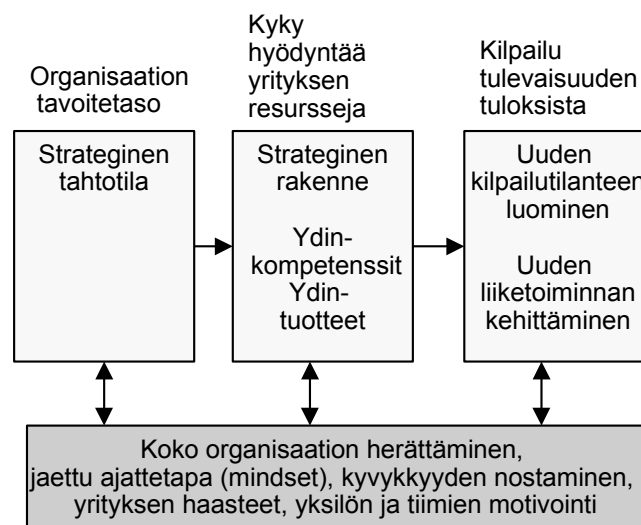 Organisaation
tavoitetaso
Kyky
hyödyntää
yrityksen
resursseja
Kilpailu
tulevaisuuden
tuloksista
Strateginen
tahtotila
Strateginen
rakenne
Ydin-
kompetenssit
Ydin-
tuotteet
Uuden
kilpailutilanteen
luominen
Uuden
liiketoiminnan
kehittäminen
Koko organisaation herättäminen,
jaettu ajattetapa (mindset), kyvykkyyden nostaminen,
yrityksen haasteet, yksilön ja tiimien motivointi